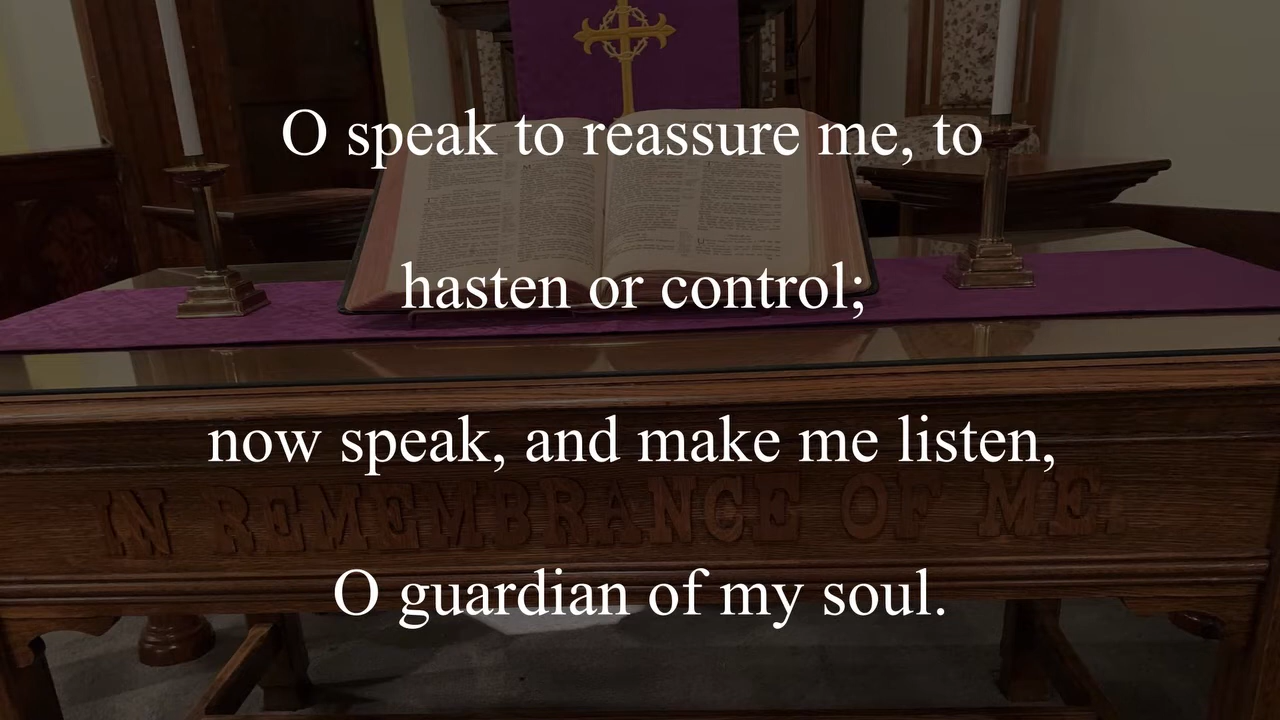 O speak to reassure me, to
hasten or control;
now speak, and make me listen,
IN REMEMBRANCE OF ME.
O guardian of my soul.